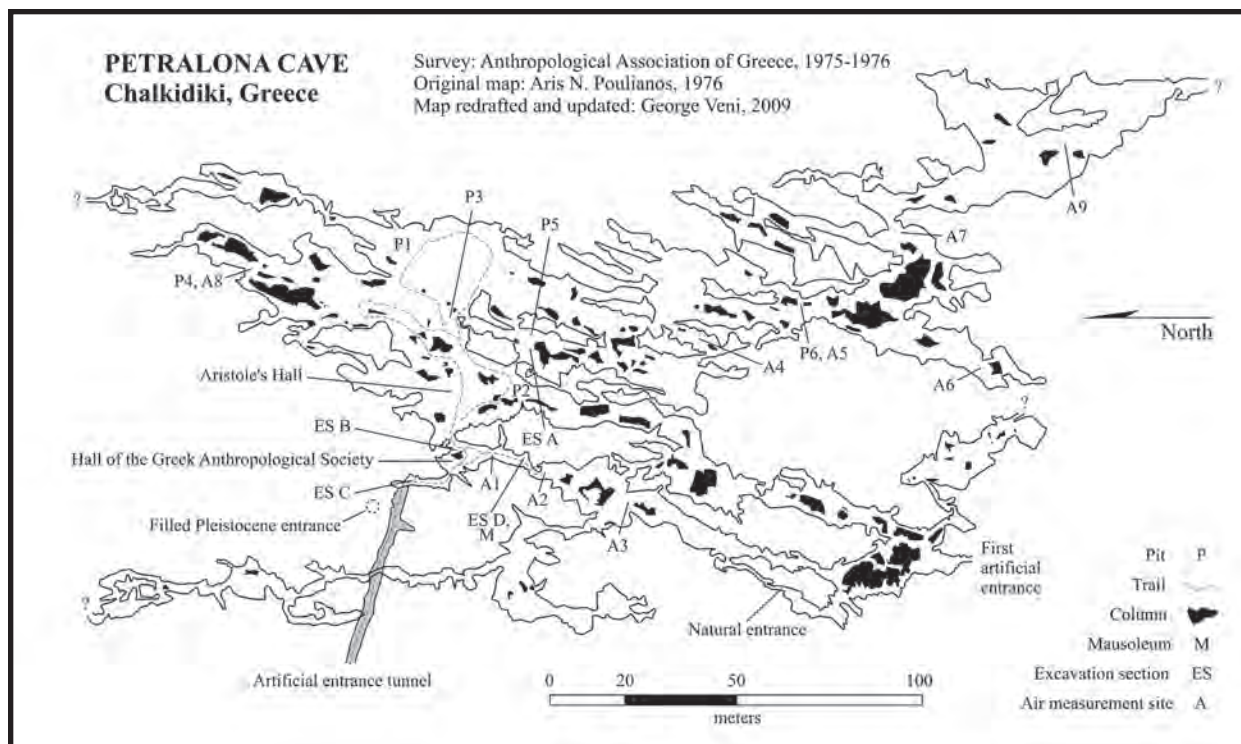 PETRALONA CAVE
Chalkidiki, Greece
Survey: Anthropological Association of Greece, 1975-1976
Original map: Aris N. Poulianos, 1976
Map redrafted and updated: George Veni, 2009
?
A9
?
P3
P5
A7
P1
P4, A8
North
P6, A5
A4
A6
Aristole's Hall
P2
?
ES B
ES A
Hall of the Greek Anthropological Society
ES C
A1
A2
Filled Pleistocene entrance
ES D,
M
A3
First
artificial
entrance
?
Natural entrance
Artificial entrance tunnel
Pit P
Trail
Column
Mausoleum M
Excavation section ES
Air measurement site A
0 20 50 100
meters